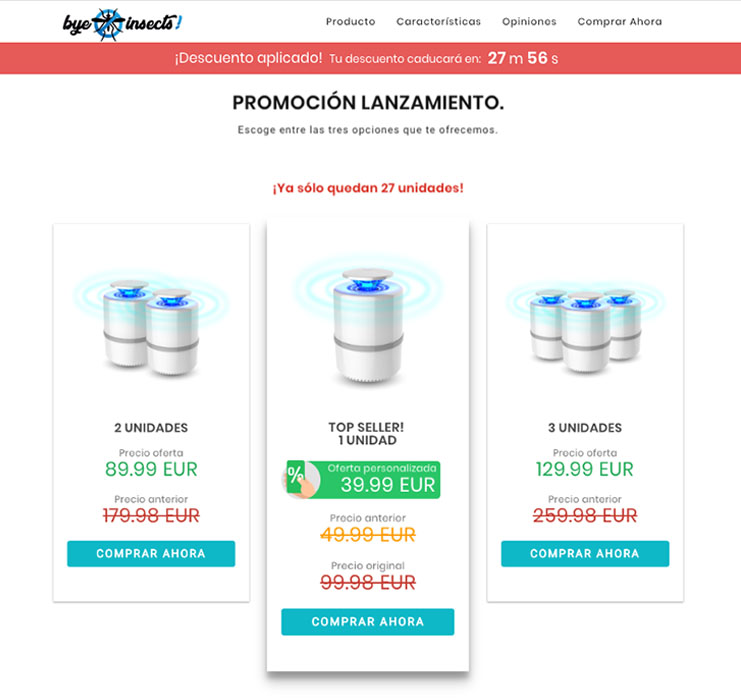 bye insects!
Producto Características Opiniones Comprar Ahora
¡Descuento aplicado! Tu descuento caducará en: 27 m 56 s
PROMOCIÓN LANZAMIENTO.
Escoge entre las tres opciones que te ofrecemos.
¡Ya sólo quedan 27 unidades!
2 UNIDADES
Precio oferta
89.99 EUR
Precio anterior
179.98 EUR
COMPRAR AHORA
TOP SELLER!
1 UNIDAD
%
Oferta personalizada
39.99 EUR
Precio anterior
49.99 EUR
Precio original
99.98 EUR
COMPRAR AHORA
3 UNIDADES
Precio oferta
129.99 EUR
Precio anterior
259.98 EUR
COMPRAR AHORA